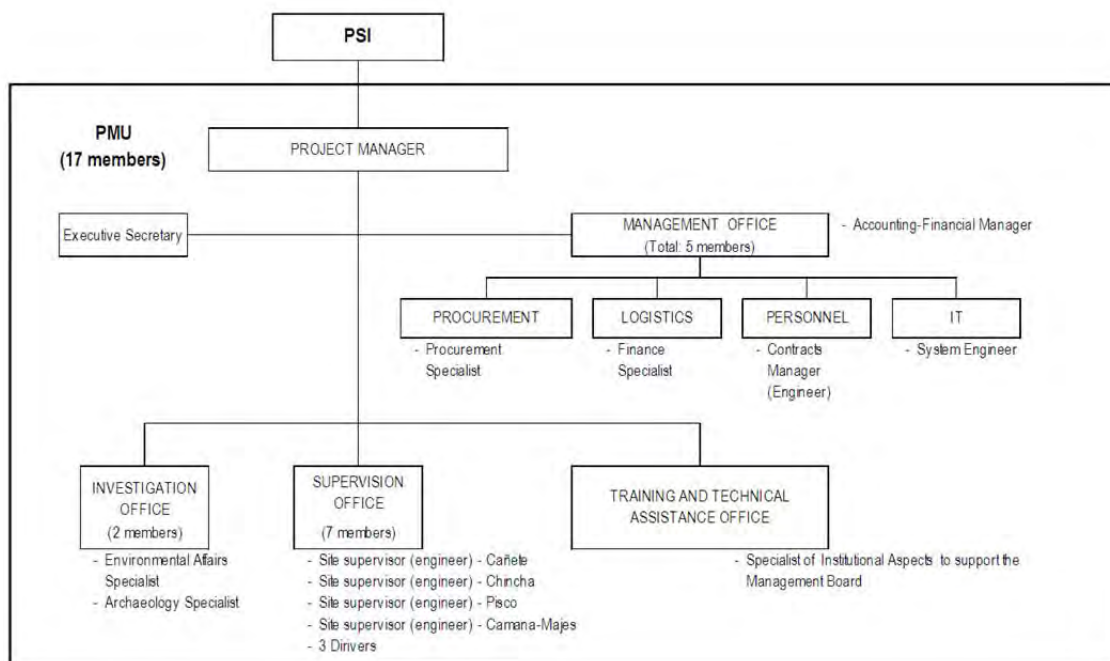 PSI
PMU
(17 members)
PROJECT MANAGER
Executive Secretary
MANAGEMENT OFFICE
(Total: 5 members)
- Accounting-Financial Manager
PROCUREMENT
- Procurement
Specialist
LOGISTICS
- Finance
Specialist
PERSONNEL
- Contracts
Manager
(Engineer)
IT
- System Engineer
INVESTIGATION
OFFICE
(2 members)
- Environmental Affairs
Specialist
- Archaeology Specialist
SUPERVISION
OFFICE
(7 members)
- Site supervisor (engineer) - Cañete
- Site supervisor (engineer) - Chincha
- Site supervisor (engineer) - Pisco
- Site supervisor (engineer) - Camana-Majes
- 3 Dirivers
TRAINING AND TECHNICAL
ASSISTANCE OFFICE
- Specialist of Institutional Aspects to support the
Management Board